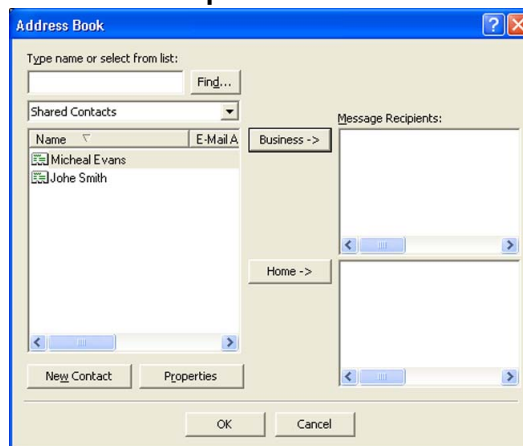 Address Book
Type name or select from list:
Find...
Shared Contacts
Message Recipients:
Name
E-Mail A
Business ->
Micheal Evans
Johe Smith
Home ->
New Contact
Properties
OK
Cancel